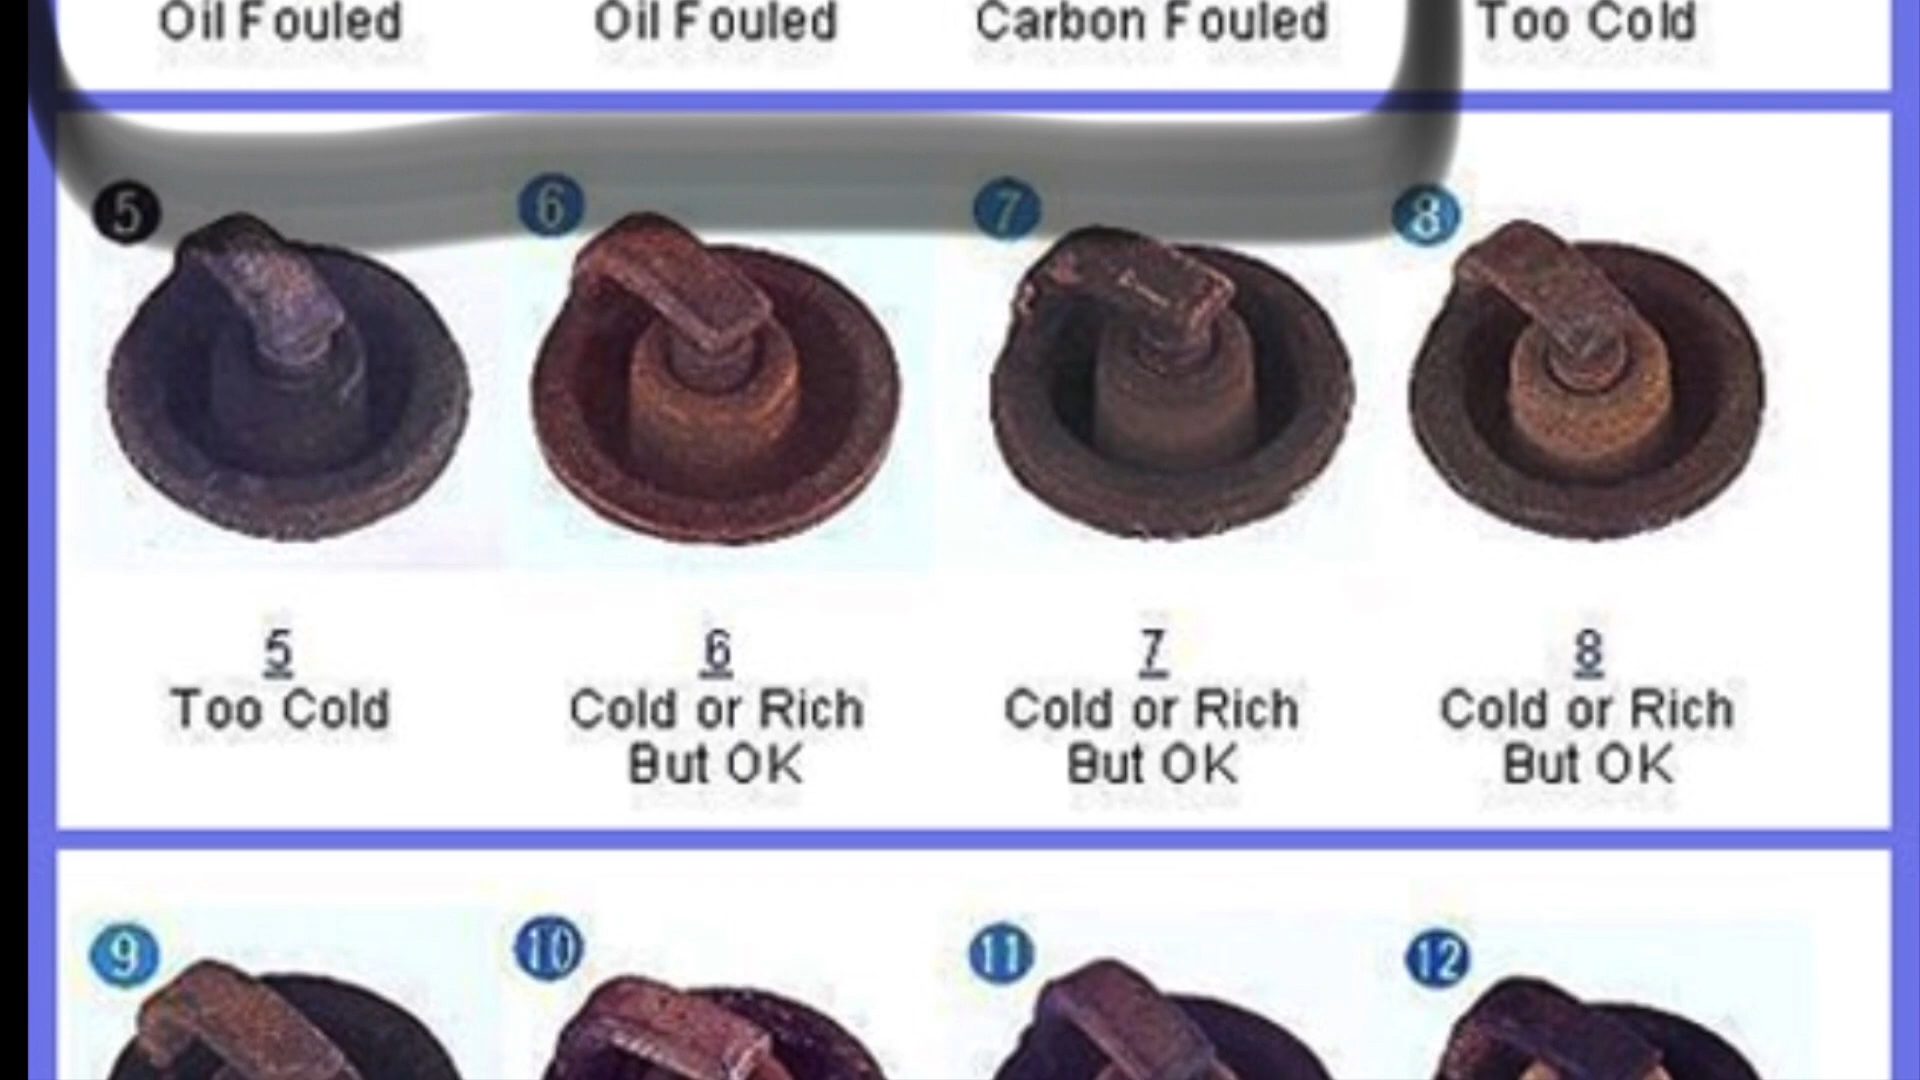 Oil Fouled
Oil Fouled
Carbon Fouled
Too Cold
5
6
7
8
5
Too Cold
6
Cold or Rich
But OK
7
Cold or Rich
But OK
8
Cold or Rich
But OK
9
10
11
12